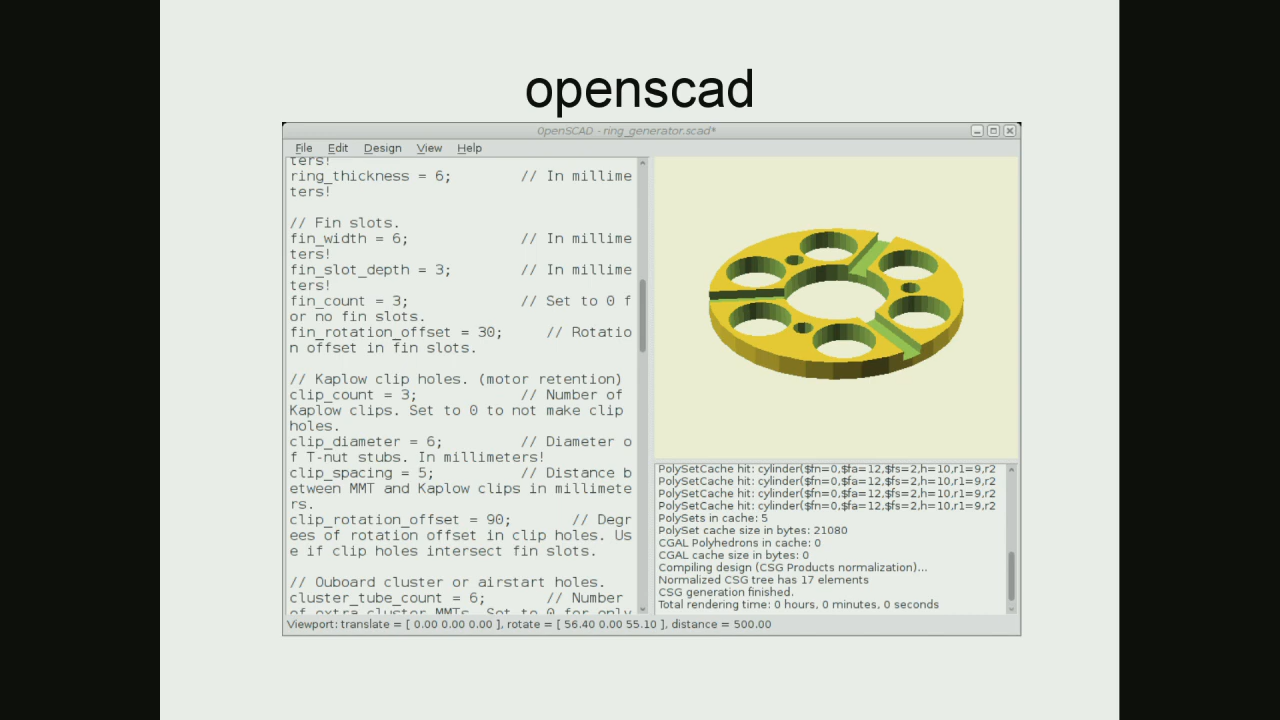 openscad
OpenSCAD - ring_generator.scad*
File Edit Design View Help
ters!
ring_thickness = 6; // In millime
ters!
// Fin slots.
fin_width = 6; // In millime
ters!
fin_slot_depth = 3; // In millime
ters!
fin_count = 3; // Set to 0 f
or no fin slots.
fin_rotation_offset = 30; // Rotatio
n offset in fin slots.
// Kaplow clip holes. (motor retention)
clip_count = 3; // Number of
Kaplow clips. Set to 0 to not make clip
holes.
clip_diameter = 6; // Diameter o
f T-nut stubs. In millimeters!
clip_spacing = 5; // Distance b
etween MMT and Kaplow clips in millimete
rs.
clip_rotation_offset = 90; // Degr
ees of rotation offset in clip holes. Us
e if clip holes intersect fin slots.
// Ouboard cluster or airstart holes.
cluster_tube_count = 6; // Number
of extra cluster MMTs. Set to 0 for only
PolySetCache hit: cylinder($fn=0,$fa=12,$fs=2,h=10,r1=9,r2
PolySetCache hit: cylinder($fn=0,$fa=12,$fs=2,h=10,r1=9,r2
PolySetCache hit: cylinder($fn=0,$fa=12,$fs=2,h=10,r1=9,r2
PolySetCache hit: cylinder($fn=0,$fa=12,$fs=2,h=10,r1=9,r2
PolySets in cache: 5
PolySet cache size in bytes: 21080
CGAL Polyhedrons in cache: 0
CGAL cache size in bytes: 0
Compiling design (CSG Products normalization)...
Normalized CSG tree has 17 elements
CSG generation finished.
Total rendering time: 0 hours, 0 minutes, 0 seconds
Viewport: translate = [ 0.00 0.00 0.00 ], rotate = [ 56.40 0.00 55.10 ], distance = 500.00